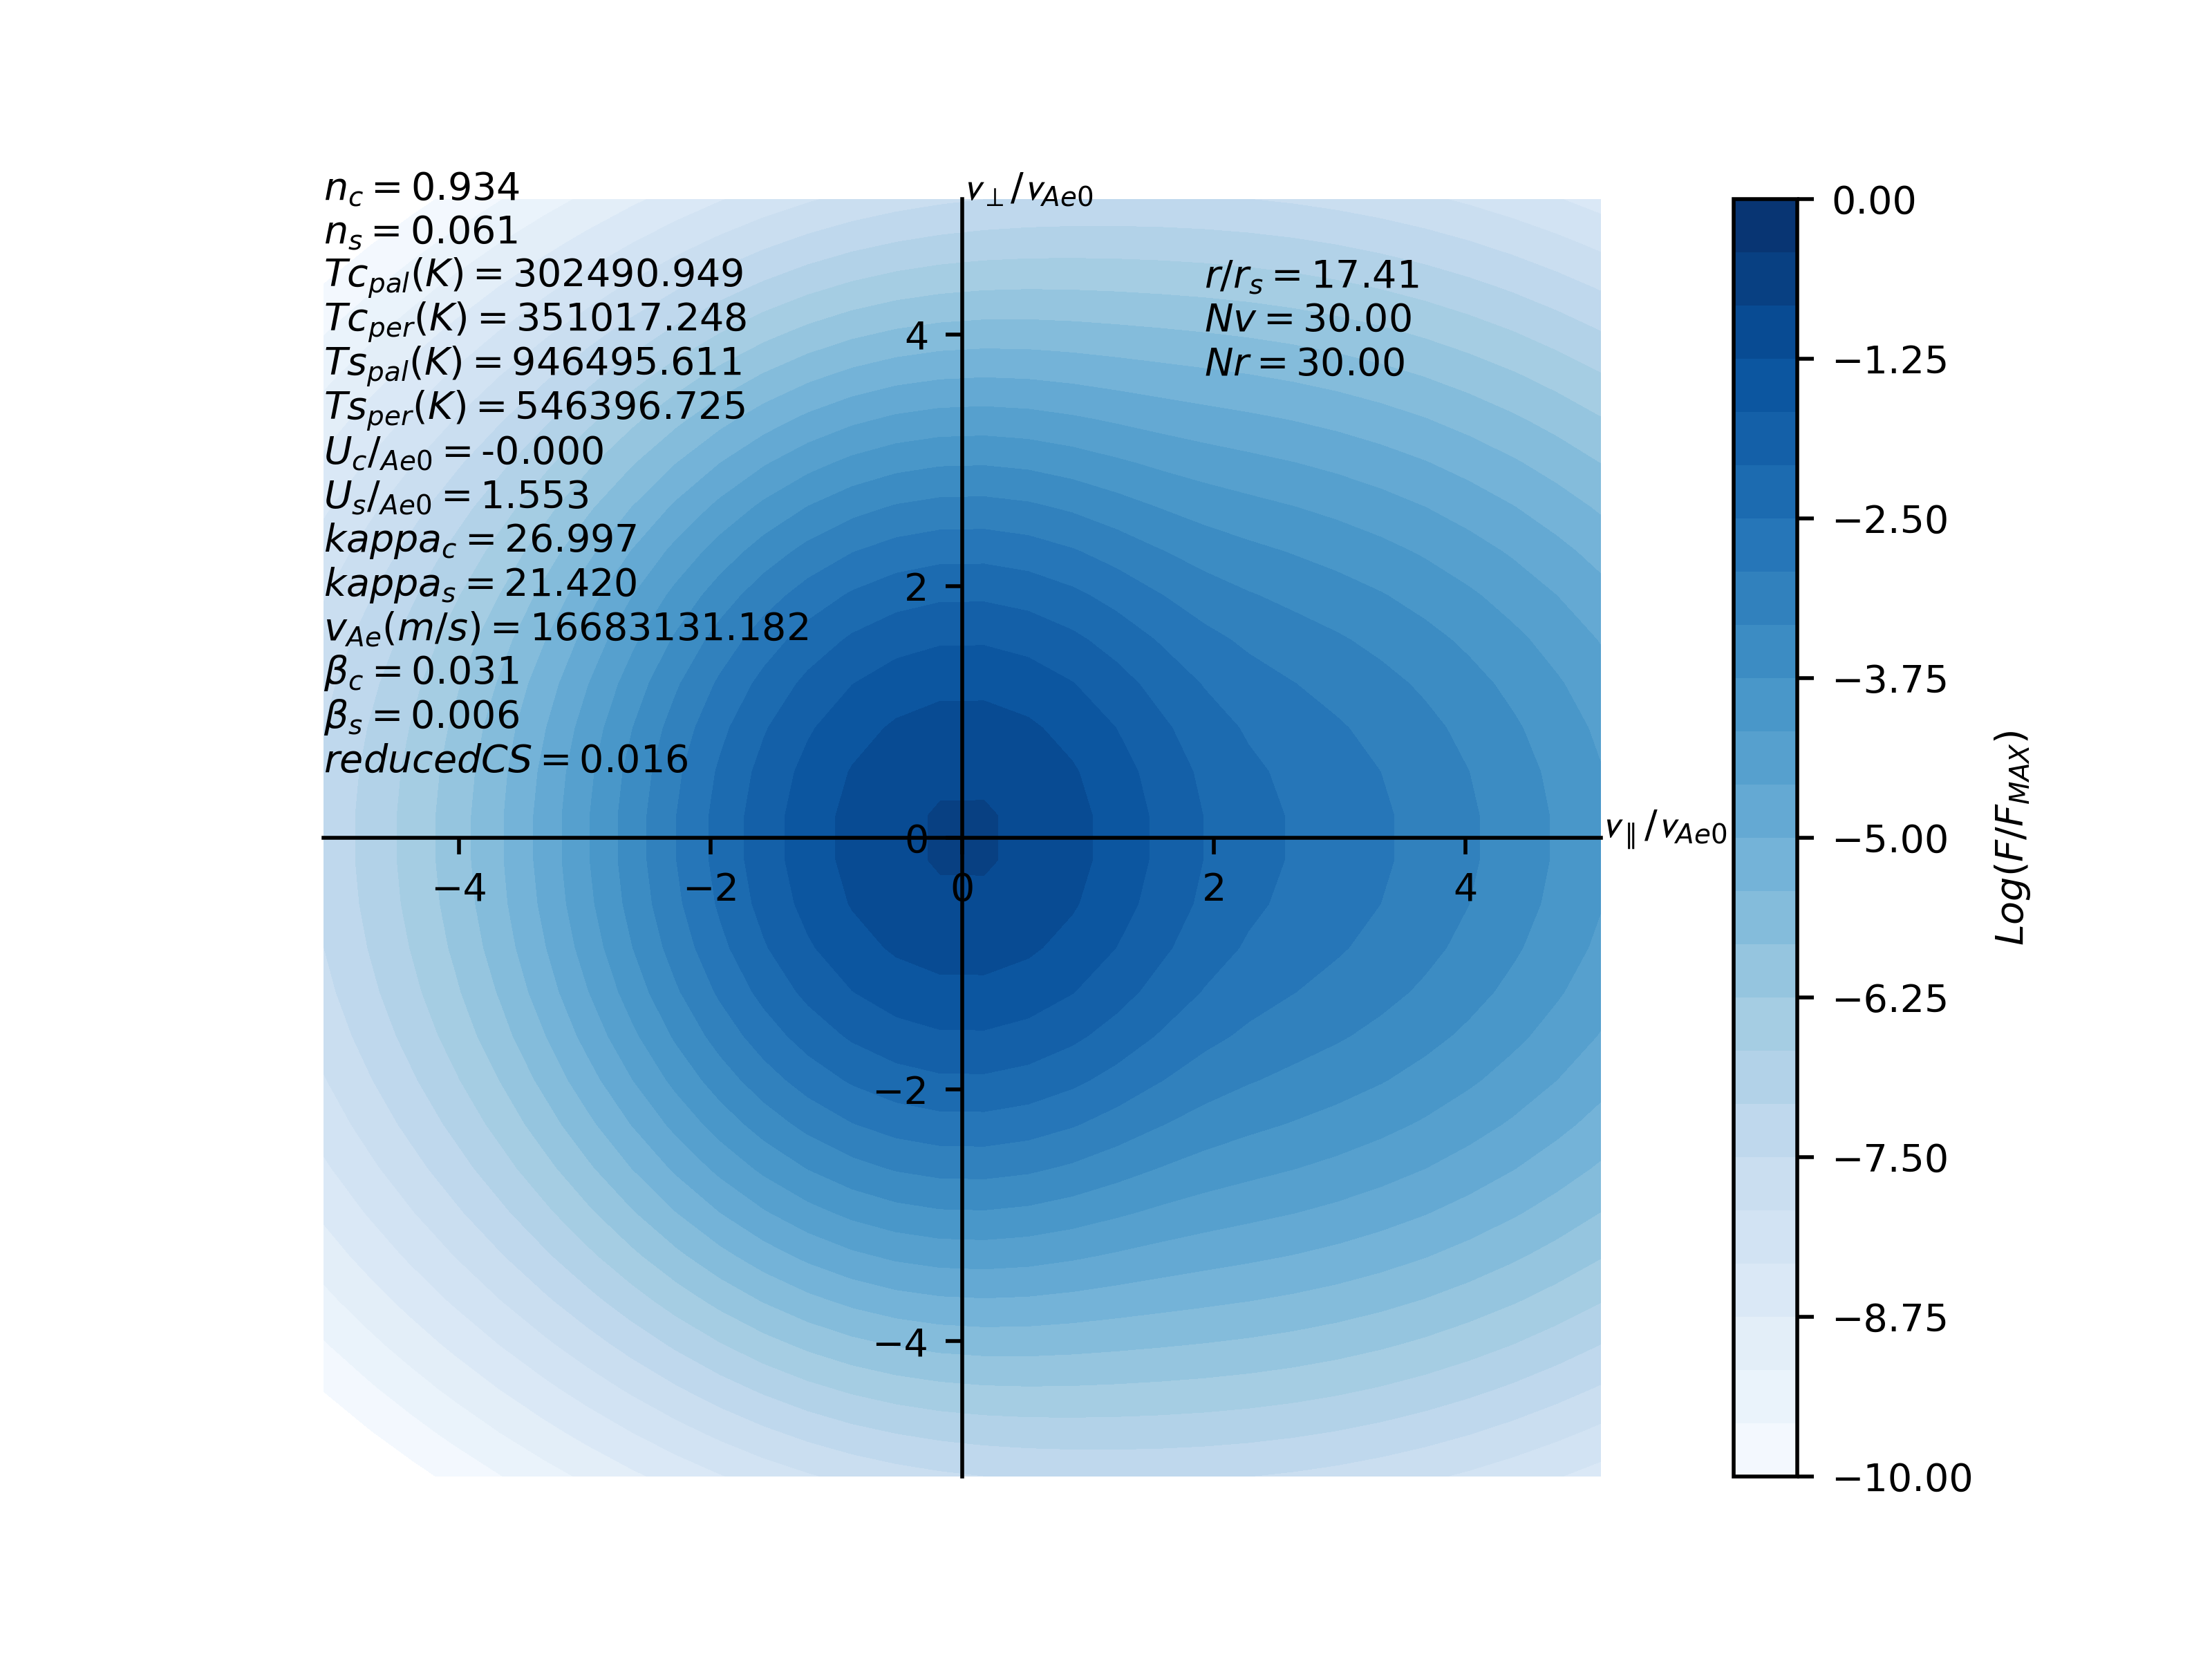 n_c = 0.934
n_s = 0.061
Tc_pal(K) = 302490.949
Tc_per(K) = 351017.248
Ts_pal(K) = 946495.611
Ts_per(K) = 546396.725
U_c/_Ae0 = -0.000
U_s/_Ae0 = 1.553
kappa_c = 26.997
kappa_s = 21.420
v_Ae(m/s) = 16683131.182
β_c = 0.031
β_s = 0.006
reducedCS = 0.016
v_⊥/v_Ae0
r/r_s = 17.41
Nv = 30.00
Nr = 30.00
4
2
0
−2
−4
−4
−2
0
2
4
v_∥/v_Ae0
0.00
−1.25
−2.50
−3.75
−5.00
−6.25
−7.50
−8.75
−10.00
Log(F/F_MAX)